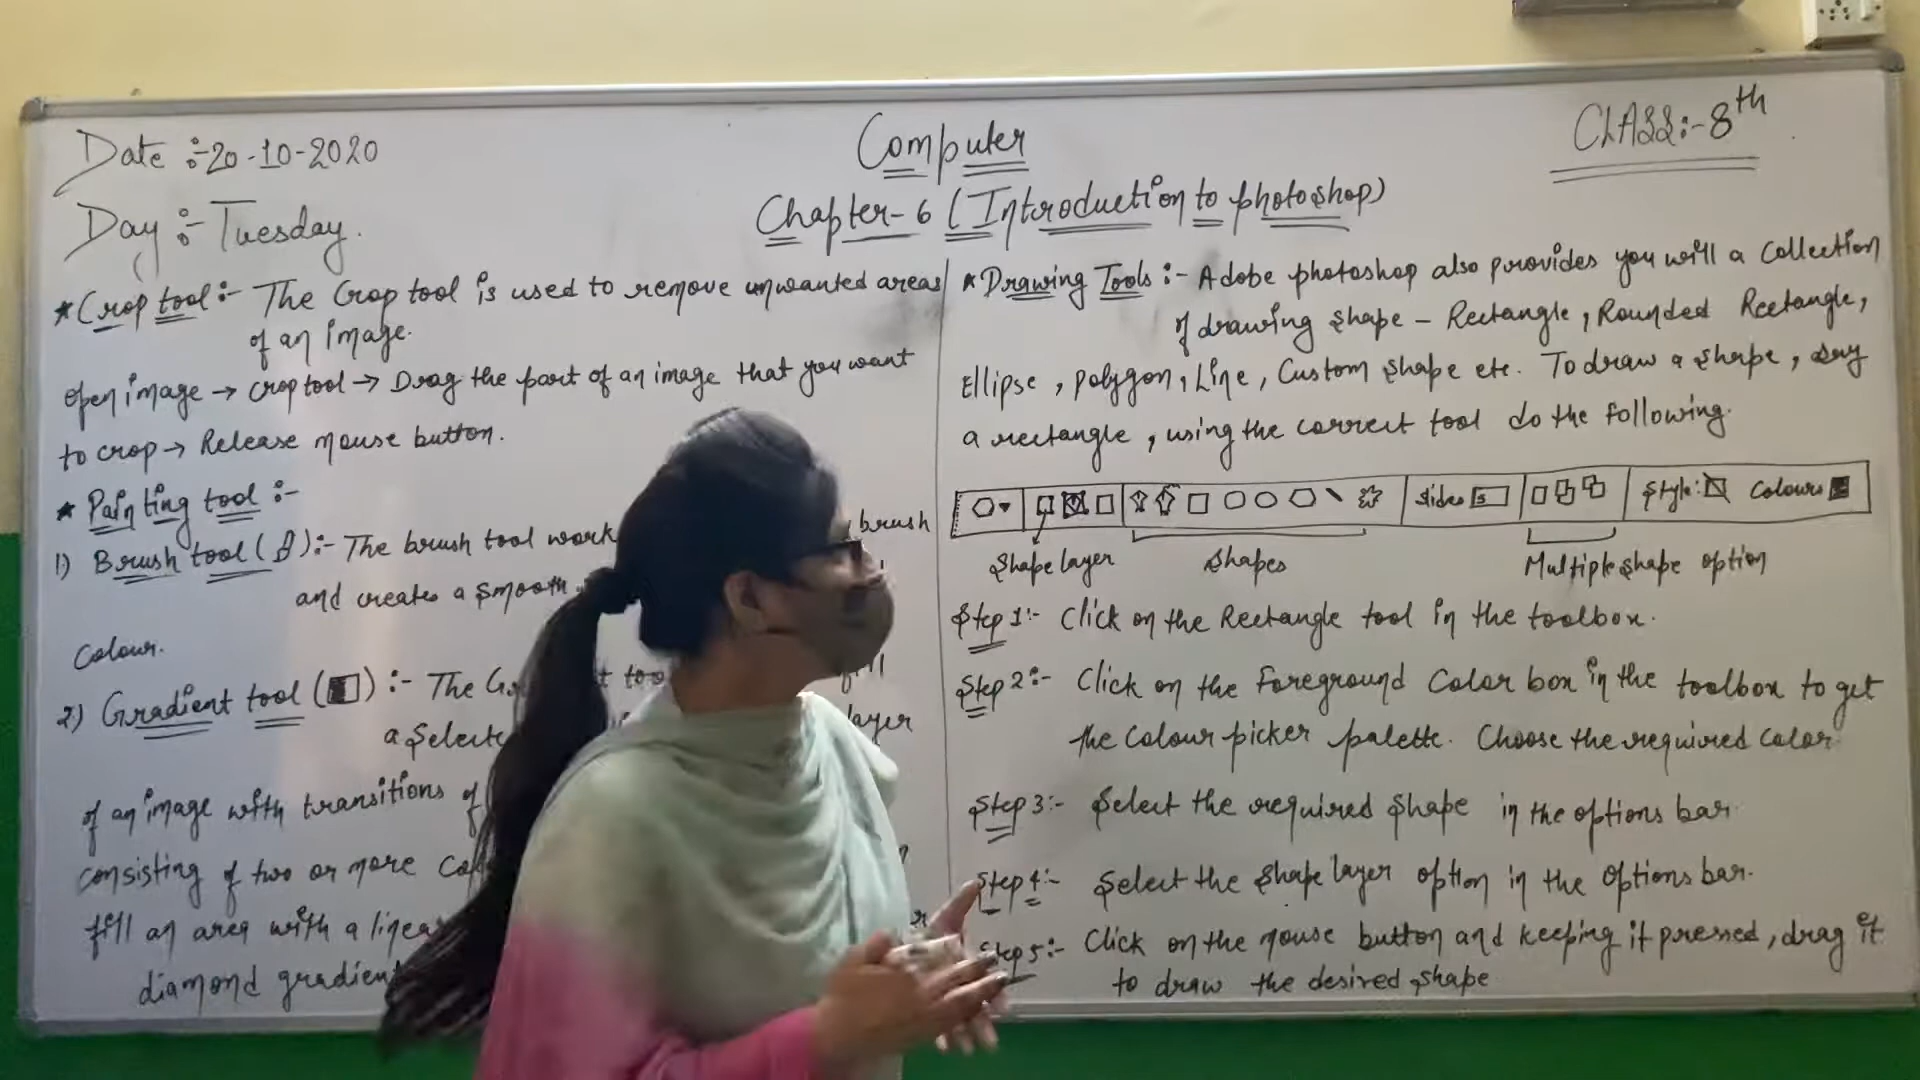 Date :- 20-10-2020
Day :- Tuesday.
Computer
Chapter-6 (Introduction to photoshop)
CLASS:-8th
*Crop tool:- The Crop tool is used to remove unwanted areas
of an image.
open image → crop tool → Drag the part of an image that you want
to crop → Release mouse button.
* Painting tool :-
1) Brush tool ( ) :- The brush tool work brush
and creates a smooth
colour.
2.) Gradient tool ( ) :- The
a
layer
of an image with transitions of
consisting of two or more
fill an area with a linear
diamond gradient
* Drawing Tools :- Adobe photoshop also provides you will a Collection
of drawing shape - Rectangle, Rounded Rectangle,
Ellipse, polygon, Line, Custom shape etc. To draw a shape, say
a rectangle, using the correct tool do the following.
sides 5 style: Colours
Shape layer shapes Multiple shape option
Step 1:- Click on the Rectangle tool in the toolbox.
Step 2:- Click on the Foreground Color box in the toolbox to get
the Colour picker palette. Choose the required color.
Step 3:- Select the required shape in the options bar.
Step 4:- Select the shape layer option in the options bar.
Step 5:- Click on the mouse button and keeping it pressed, drag it
to draw the desired shape